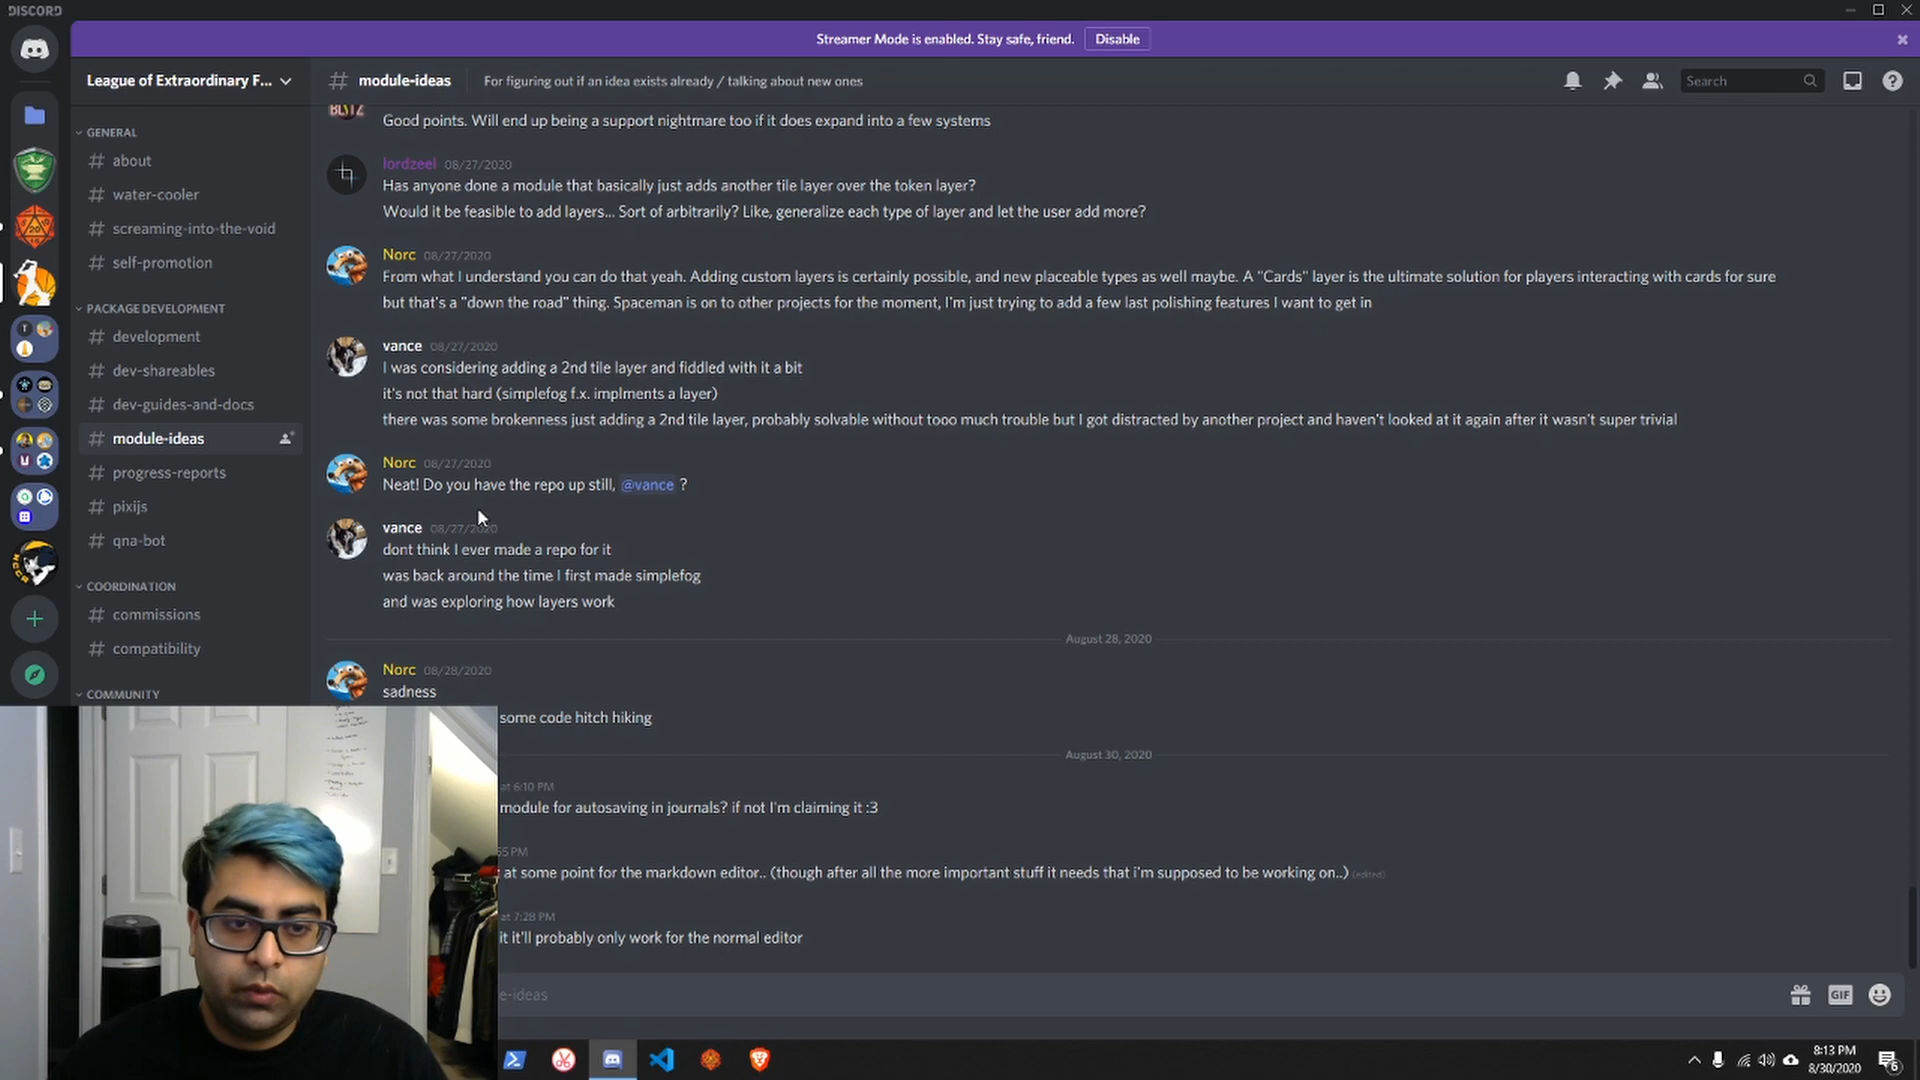 DISCORD
Streamer Mode is enabled. Stay safe, friend. Disable
League of Extraordinary F...
# module-ideas For figuring out if an idea exists already / talking about new ones
Search
GENERAL
# about
# water-cooler
# screaming-into-the-void
# self-promotion
PACKAGE DEVELOPMENT
# development
# dev-shareables
# dev-guides-and-docs
# module-ideas
# progress-reports
# pixijs
# qna-bot
COORDINATION
# commissions
# compatibility
COMMUNITY
Good points. Will end up being a support nightmare too if it does expand into a few systems
lordzeel 08/27/2020
Has anyone done a module that basically just adds another tile layer over the token layer?
Would it be feasible to add layers... Sort of arbitrarily? Like, generalize each type of layer and let the user add more?
Norc 08/27/2020
From what I understand you can do that yeah. Adding custom layers is certainly possible, and new placeable types as well maybe. A "Cards" layer is the ultimate solution for players interacting with cards for sure
but that's a "down the road" thing. Spaceman is on to other projects for the moment, I'm just trying to add a few last polishing features I want to get in
vance 08/27/2020
I was considering adding a 2nd tile layer and fiddled with it a bit
it's not that hard (simplefog f.x. implments a layer)
there was some brokenness just adding a 2nd tile layer, probably solvable without tooo much trouble but I got distracted by another project and haven't looked at it again after it wasn't super trivial
Norc 08/27/2020
Neat! Do you have the repo up still, @vance ?
vance 08/27/2020
dont think I ever made a repo for it
was back around the time I first made simplefog
and was exploring how layers work
August 28, 2020
Norc 08/28/2020
sadness
some code hitch hiking
August 30, 2020
at 6:10 PM
module for autosaving in journals? if not I'm claiming it :3
55 PM
at some point for the markdown editor.. (though after all the more important stuff it needs that i'm supposed to be working on..) (edited)
at 7:28 PM
it it'll probably only work for the normal editor
e-ideas
GIF
8:13 PM
8/30/2020
6